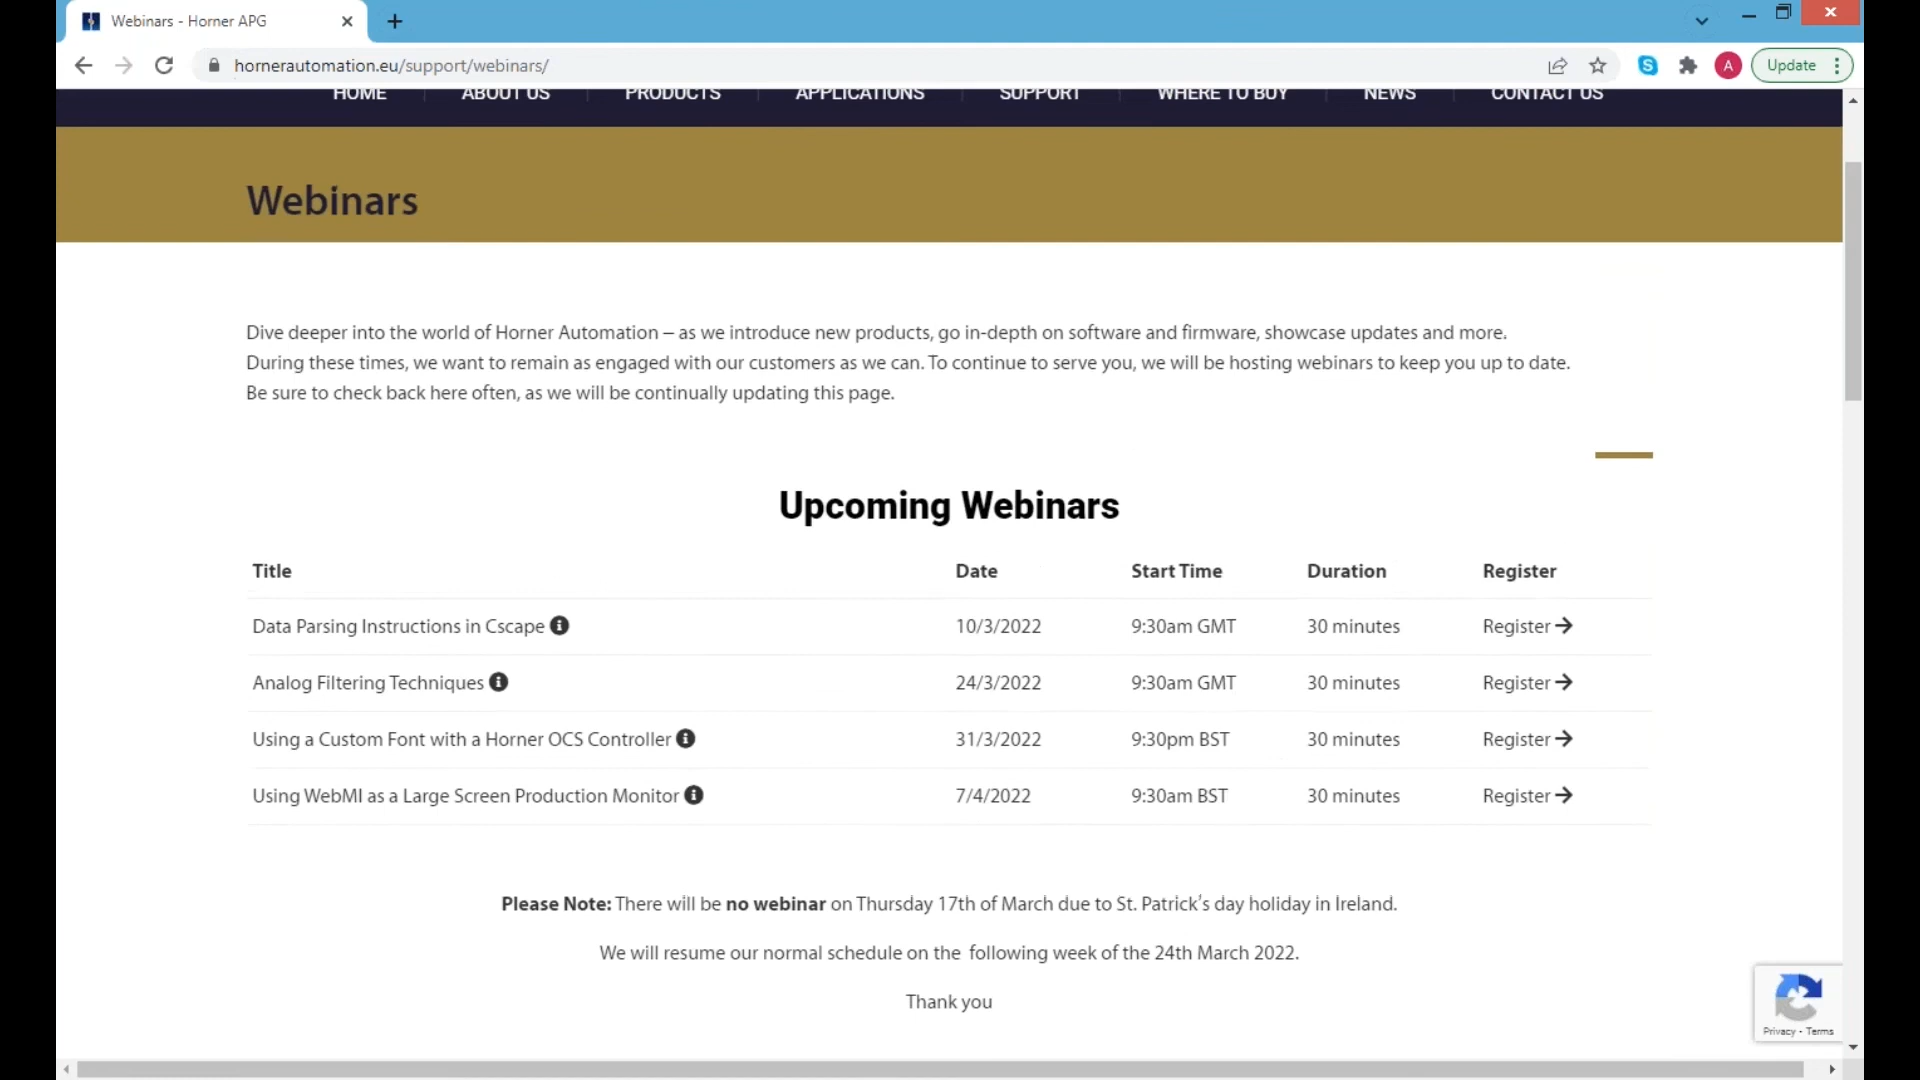 Webinars - Horner APG
hornerautomation.eu/support/webinars/
S
A
Update
HOME ABOUT US PRODUCTS APPLICATIONS SUPPORT WHERE TO BUY NEWS CONTACT US
Webinars
Dive deeper into the world of Horner Automation – as we introduce new products, go in-depth on software and firmware, showcase updates and more.
During these times, we want to remain as engaged with our customers as we can. To continue to serve you, we will be hosting webinars to keep you up to date.
Be sure to check back here often, as we will be continually updating this page.
Upcoming Webinars
Title Date Start Time Duration Register
Data Parsing Instructions in Cscape 10/3/2022 9:30am GMT 30 minutes Register
Analog Filtering Techniques 24/3/2022 9:30am GMT 30 minutes Register
Using a Custom Font with a Horner OCS Controller 31/3/2022 9:30pm BST 30 minutes Register
Using WebMI as a Large Screen Production Monitor 7/4/2022 9:30am BST 30 minutes Register
Please Note: There will be no webinar on Thursday 17th of March due to St. Patrick's day holiday in Ireland.
We will resume our normal schedule on the following week of the 24th March 2022.
Thank you
Privacy - Terms